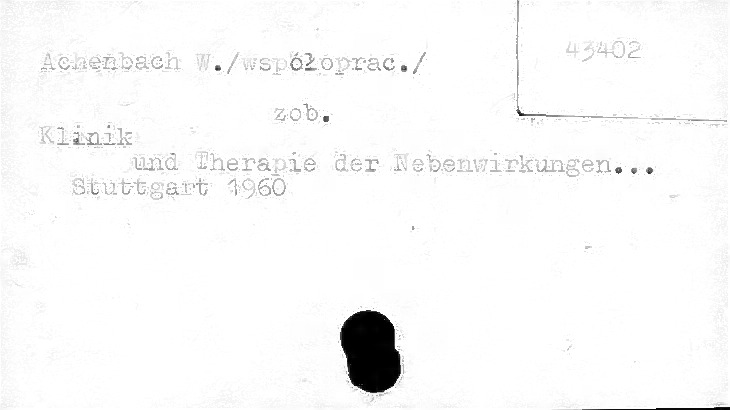 43402
Achenbach W./współoprac./
zob.
Klinik
und Therapie der Nebenwirkungen...
Stuttgart 1960